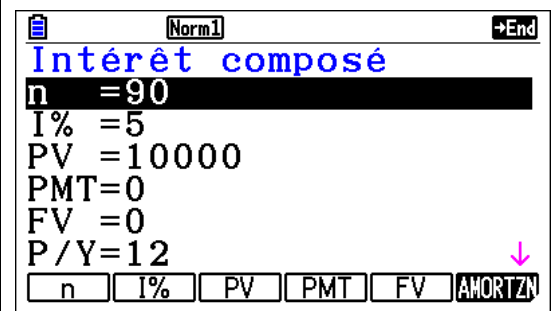 Norm1 →End
Intérêt composé
n =90
I% =5
PV =10000
PMT=0
FV =0
P/Y=12 ↓
n I% PV PMT FV AMORTZN